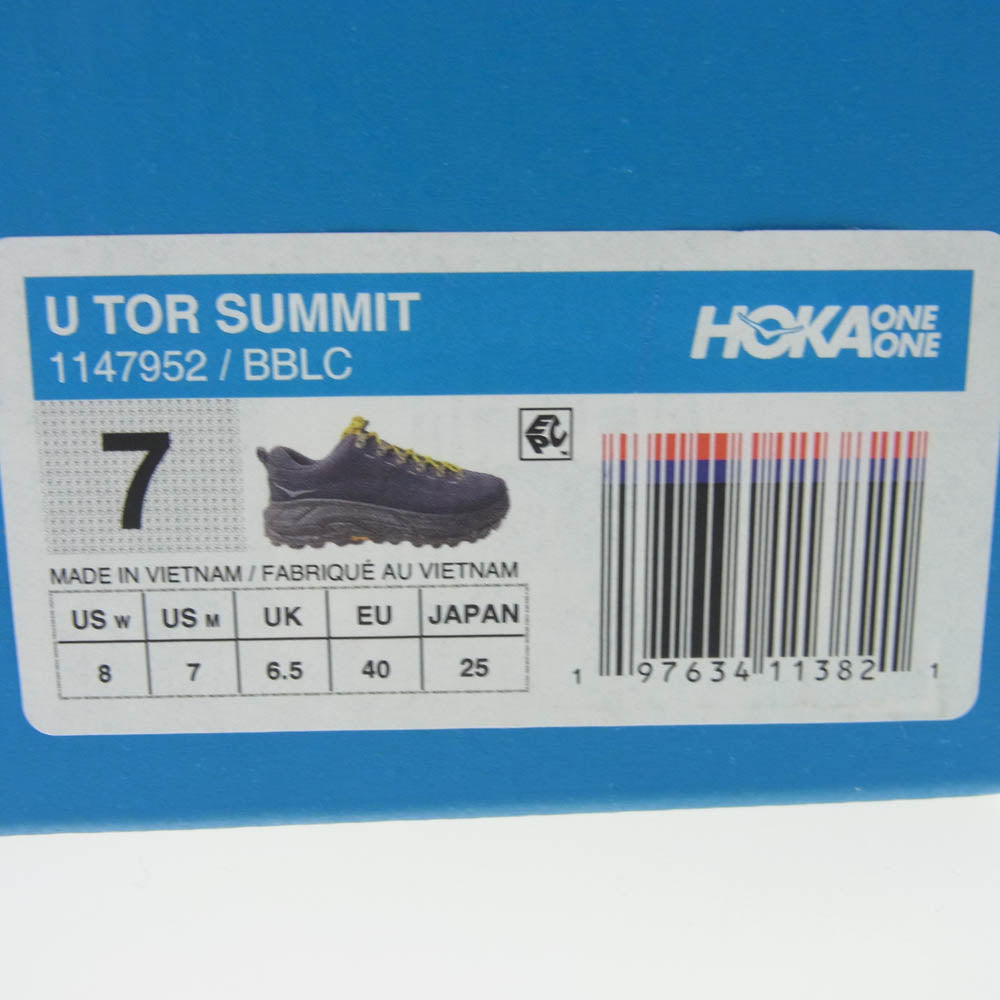 U TOR SUMMIT
1147952 / BBLC
HOKA ONE ONE
7
EPC
MADE IN VIETNAM / FABRIQUÉ AU VIETNAM
US W US M UK EU JAPAN
8 7 6.5 40 25
1 97634 11382 1